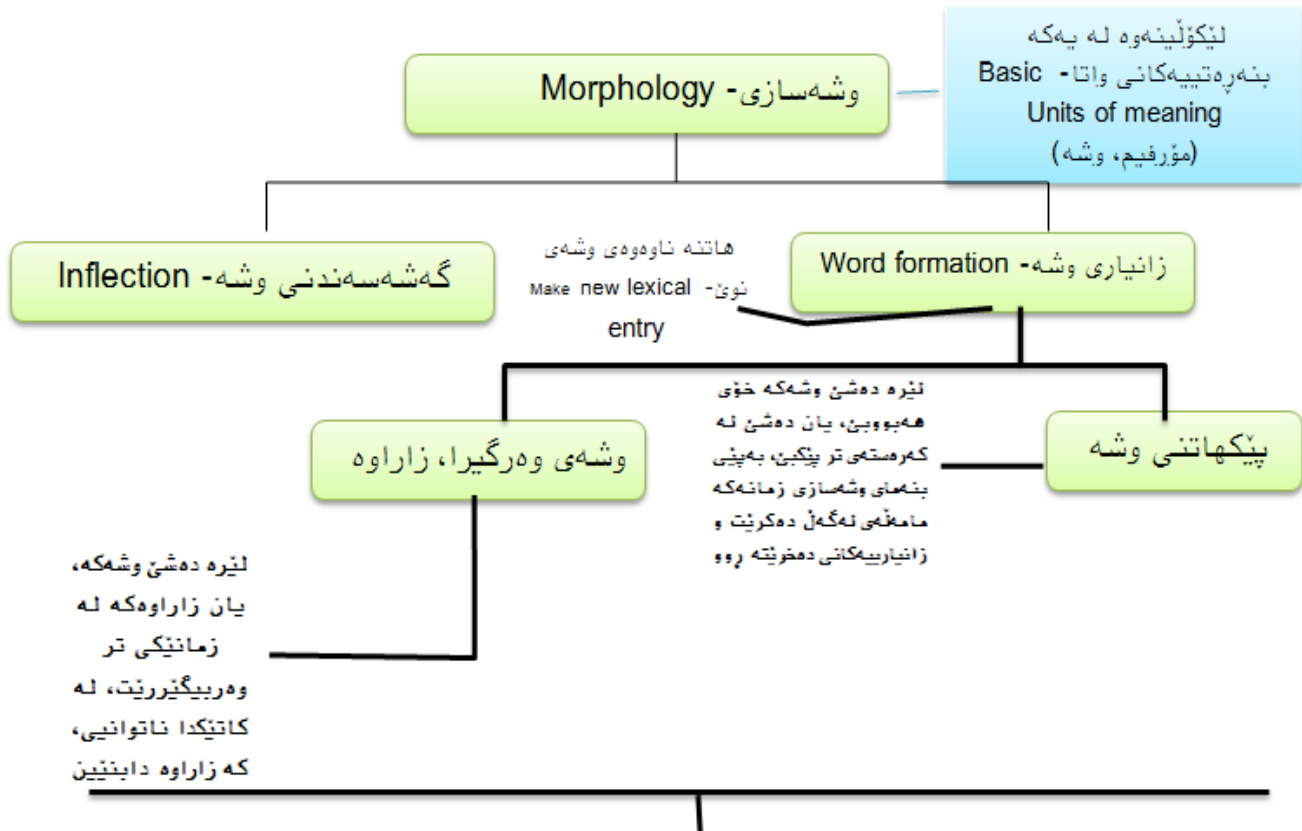 لێکۆڵینەوە لە یەکە
بنەڕەتییەکانی واتا- Basic
Units of meaning
(مۆرفیم، وشە)
وشەسازی- Morphology
زانیاری وشە- Word formation
هاتنە ناوەوەی وشەی
نوێ- Make new lexical
entry
گەشەسەندنی وشە- Inflection
پێکهاتنی وشە
لێرە دەشێ وشەکە خۆی
هەبووبێ، یان دەشێ لە
کەرەستەی تر پێکبێ، بەپێی
بنەمای وشەسازی زمانەکە
مامەڵەی لەگەڵ دەکرێت و
زانیارییەکانی دەخرێتە ڕوو
وشەی وەرگیرا، زاراوە
لێرە دەشێ وشەکە،
یان زاراوەکە لە
زمانێکی تر
وەربیگێررێت، لە
کاتێکدا ناتوانیی،
کە زاراوە دابنێین